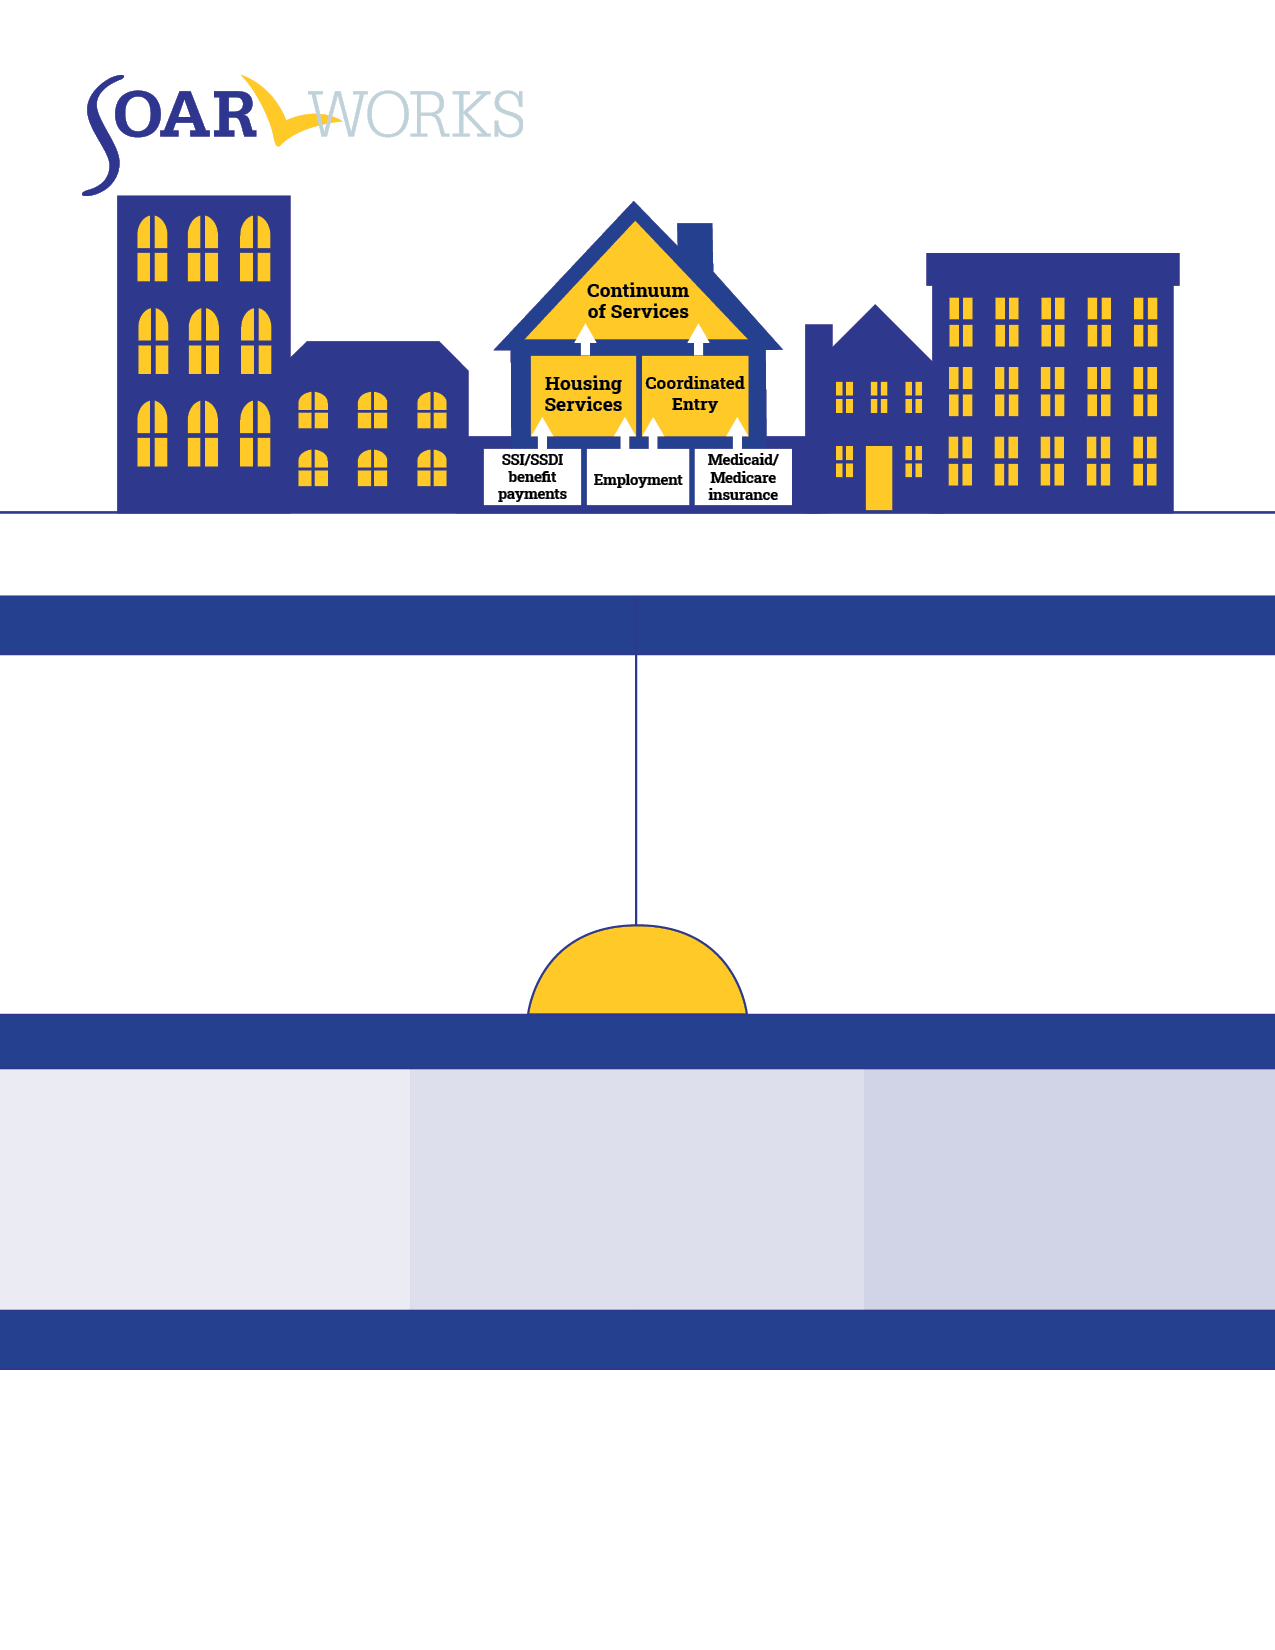 SOAR WORKS
Continuum
of Services
Housing
Services
Coordinated
Entry
SSI/SSDI
benefit
payments
Employment
Medicaid/
Medicare
insurance